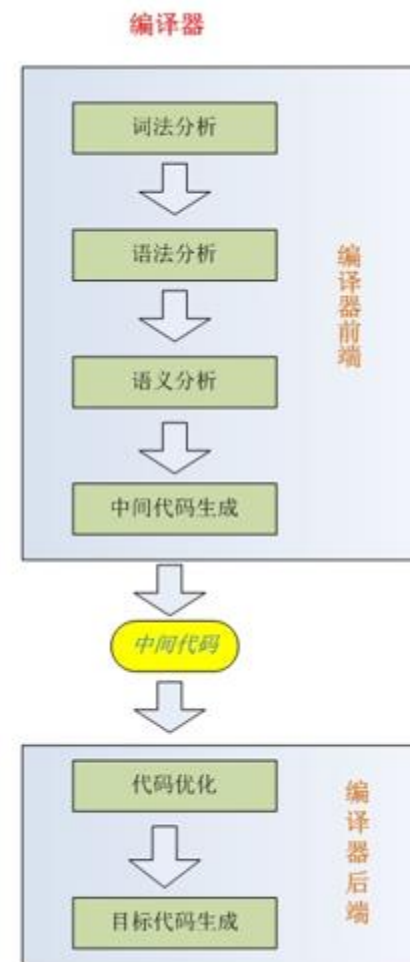 编译器
词法分析
语法分析
编译器前端
语义分析
中间代码生成
中间代码
代码优化
编译器后端
目标代码生成